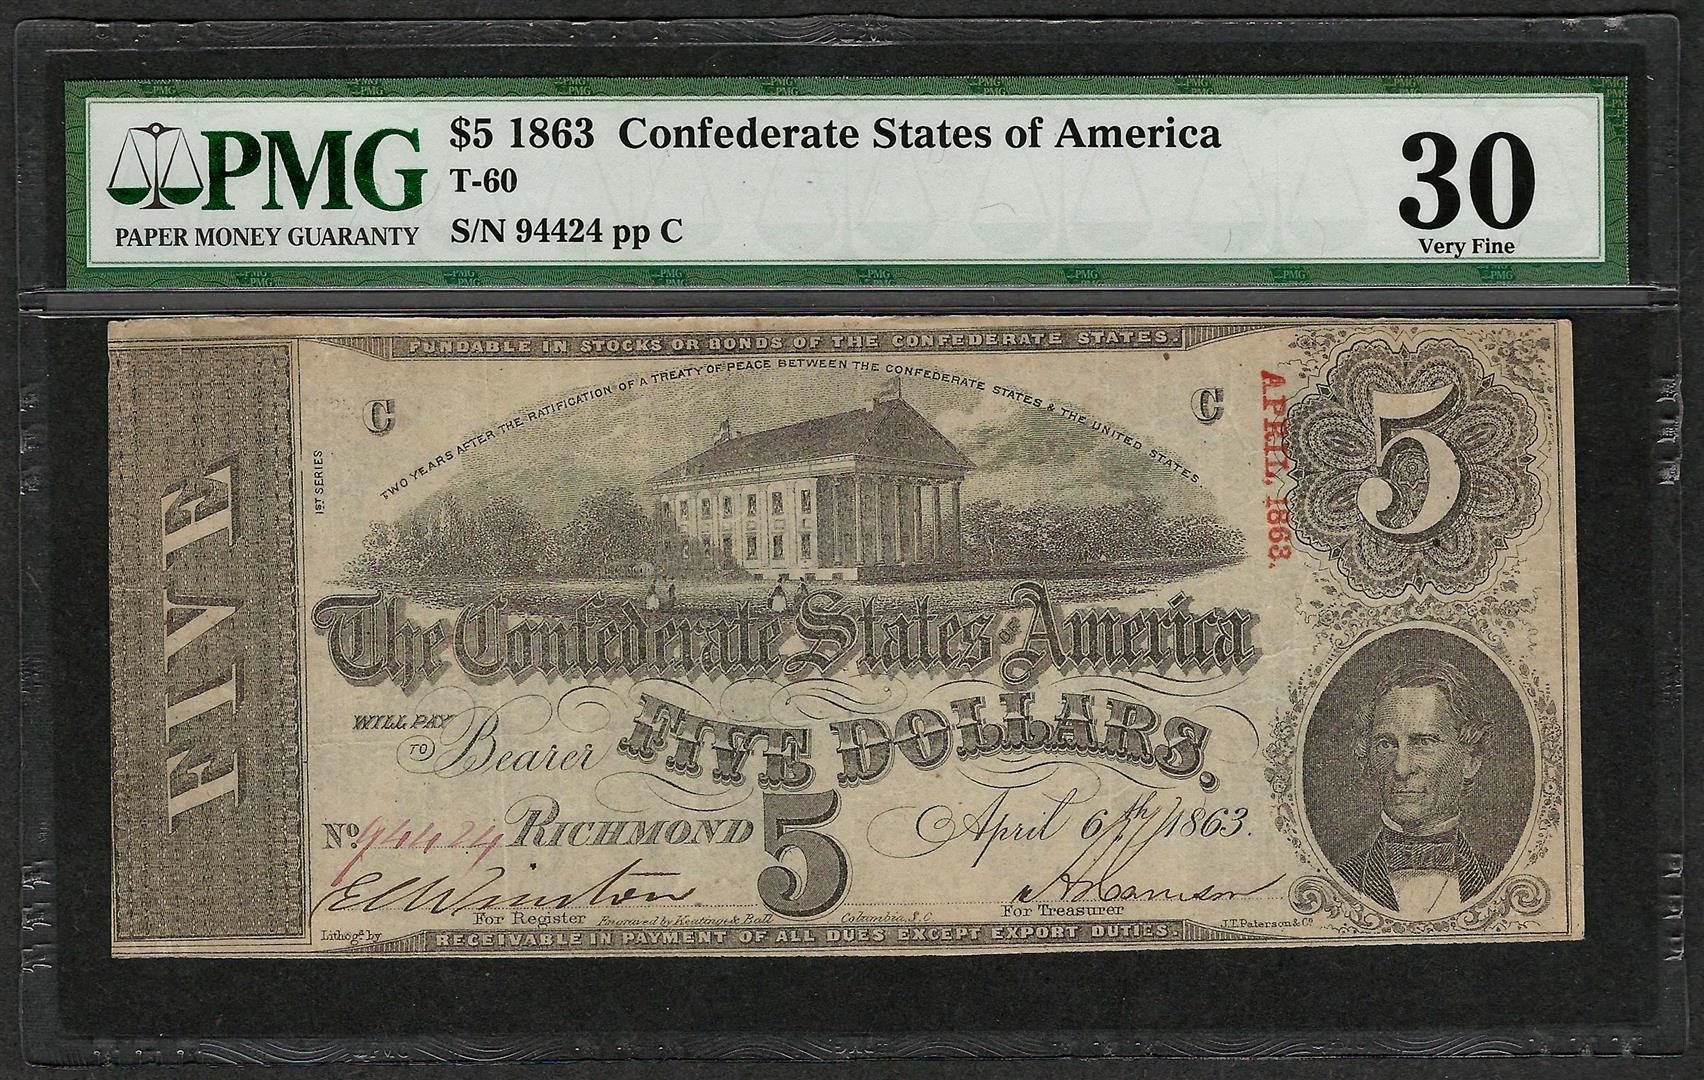 PMG
PAPER MONEY GUARANTY
$5 1863 Confederate States of America
T-60
S/N 94424 pp C
30
Very Fine
FUNDABLE IN STOCKS OR BONDS OF THE CONFEDERATE STATES.
TWO YEARS AFTER THE RATIFICATION OF A TREATY OF PEACE BETWEEN THE CONFEDERATE STATES & THE UNITED STATES.
C
C
1ST SERIES
FIVE
APRIL, 1863.
5
The Confederate States OF America
WILL PAY
TO Bearer
FIVE DOLLARS.
No. 94424 RICHMOND 5 April 6th 1863.
For Register
Engraved by Keatinge & Ball Columbia, S.C.
For Treasurer
Lithog'd by
J.T. Paterson & Co
RECEIVABLE IN PAYMENT OF ALL DUES EXCEPT EXPORT DUTIES.